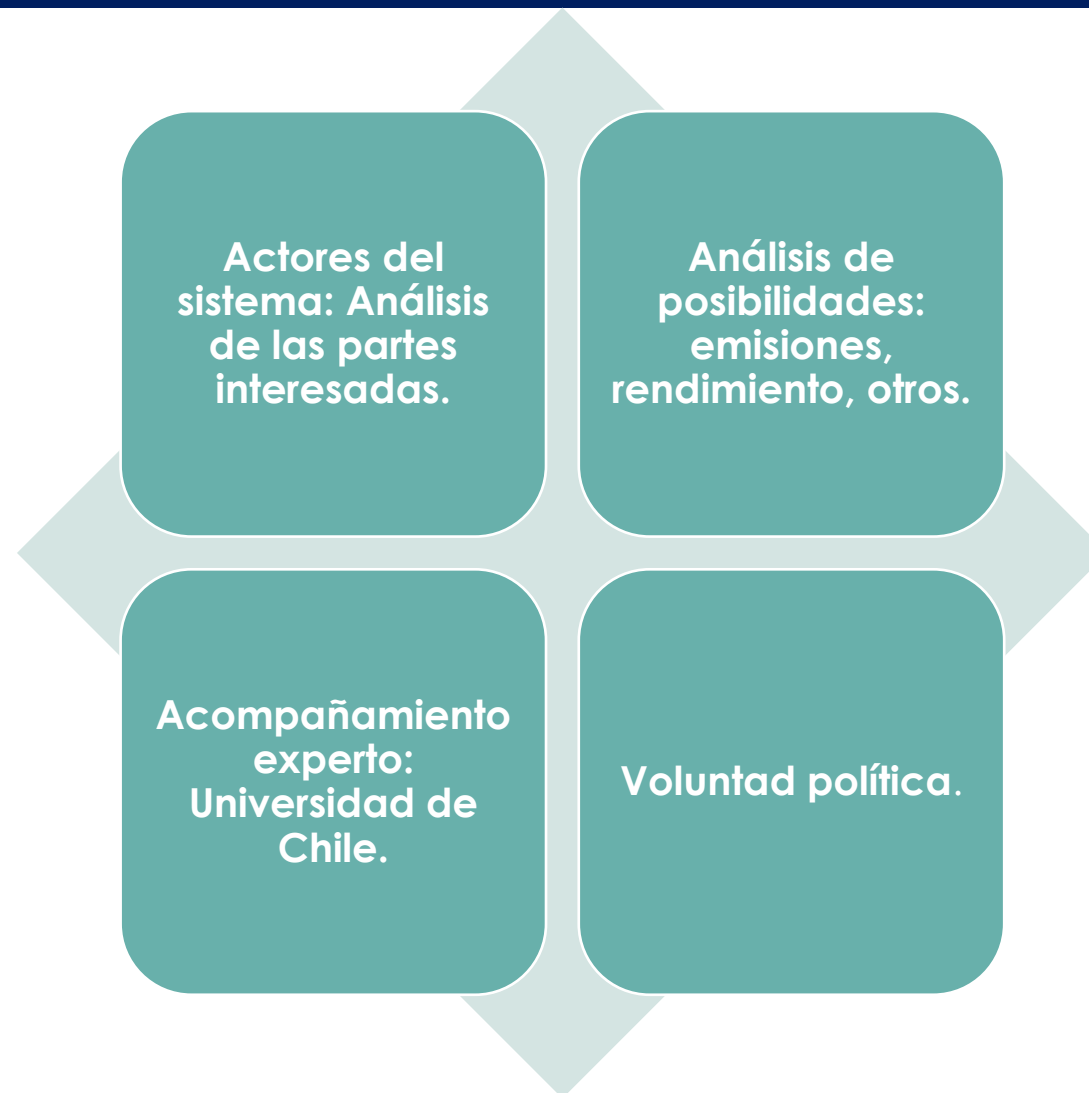 Actores del
sistema: Análisis
de las partes
interesadas.
Análisis de
posibilidades:
emisiones,
rendimiento, otros.
Acompañamiento
experto:
Universidad de
Chile.
Voluntad política.